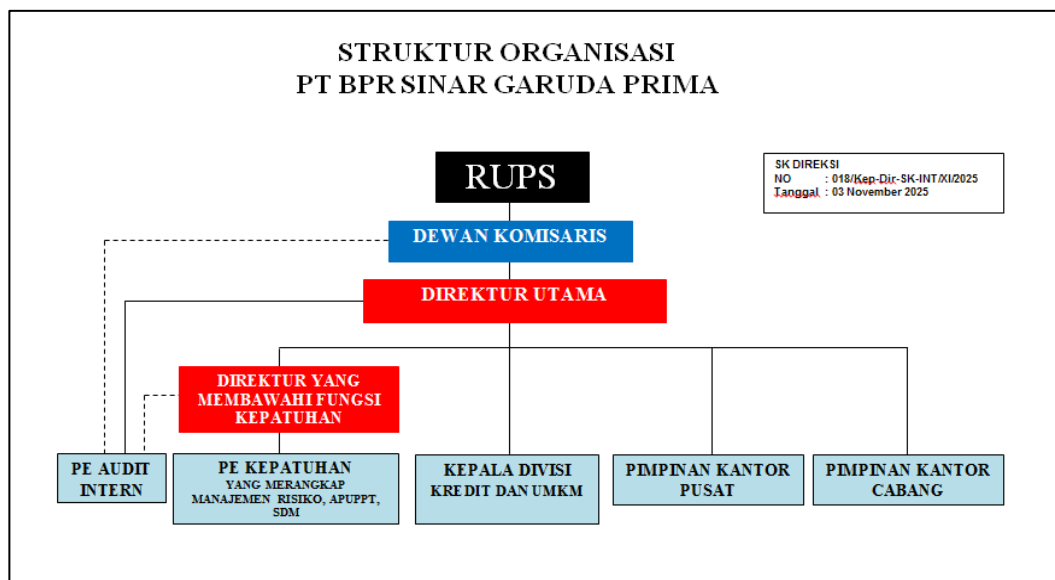 STRUKTUR ORGANISASI
PT BPR SINAR GARUDA PRIMA
RUPS
SK DIREKSI
NO : 018/Kep-Dir-SK-INT/XI/2025
Tanggal : 03 November 2025
DEWAN KOMISARIS
DIREKTUR UTAMA
DIREKTUR YANG
MEMBAWAHI FUNGSI
KEPATUHAN
PE AUDIT
INTERN
PE KEPATUHAN
YANG MERANGKAP
MANAJEMEN RISIKO, APUPPT,
SDM
KEPALA DIVISI
KREDIT DAN UMKM
PIMPINAN KANTOR
PUSAT
PIMPINAN KANTOR
CABANG